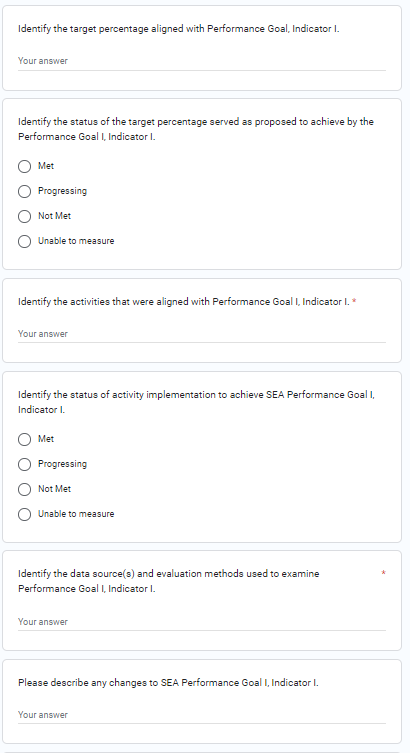 Identify the target percentage aligned with Performance Goal, Indicator I.
Your answer
Identify the status of the target percentage served as proposed to achieve by the
Performance Goal I, Indicator I.
Met
Progressing
Not Met
Unable to measure
Identify the activities that were aligned with Performance Goal I, Indicator I. *
Your answer
Identify the status of activity implementation to achieve SEA Performance Goal I,
Indicator I.
Met
Progressing
Not Met
Unable to measure
Identify the data source(s) and evaluation methods used to examine *
Performance Goal I, Indicator I.
Your answer
Please describe any changes to SEA Performance Goal I, Indicator I.
Your answer